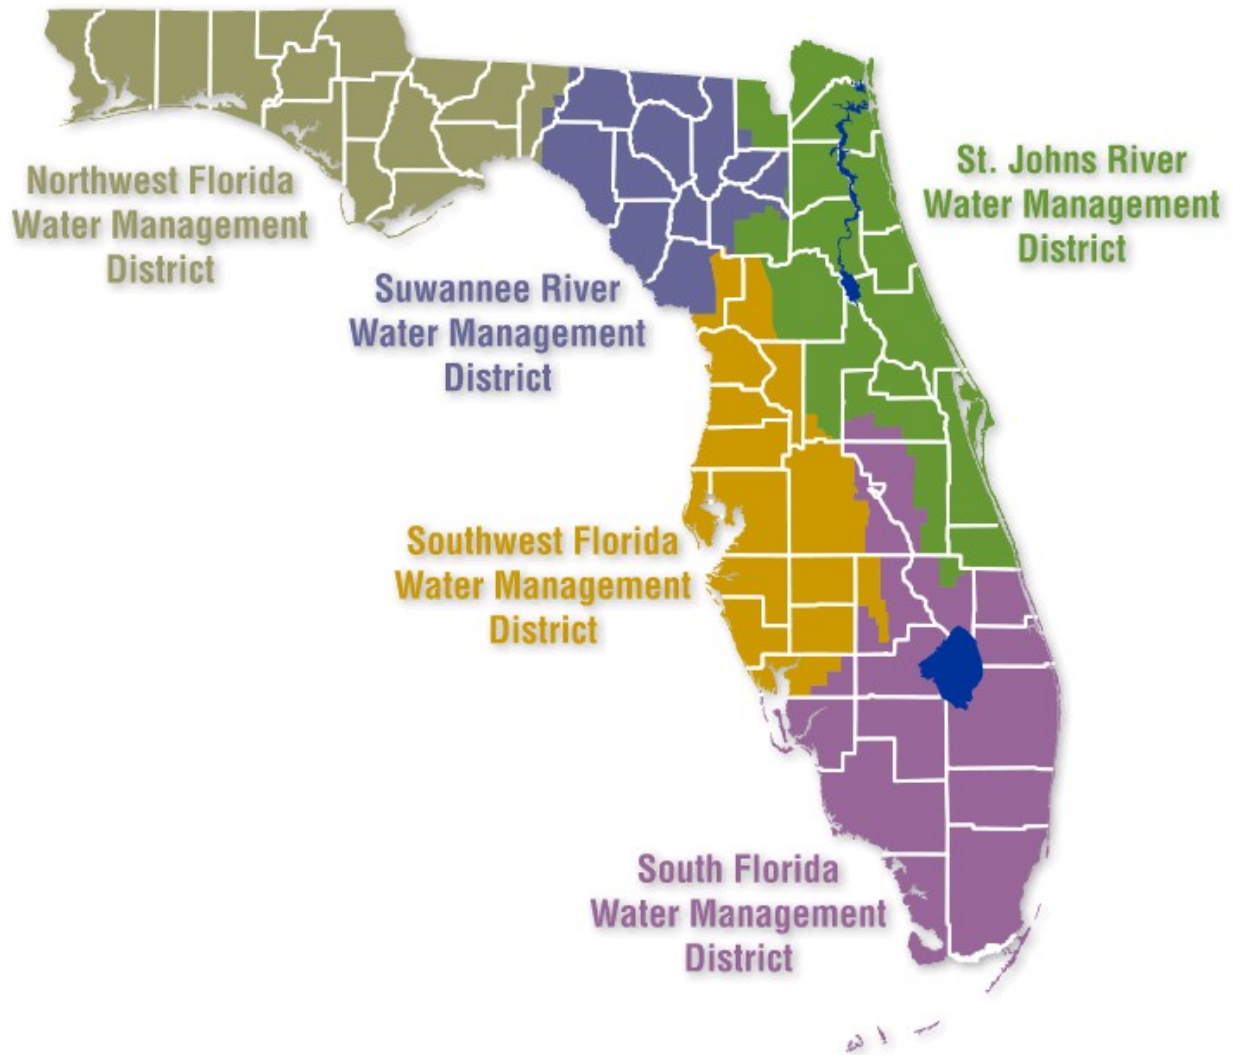 Northwest Florida
Water Management
District
St. Johns River
Water Management
District
Suwannee River
Water Management
District
Southwest Florida
Water Management
District
South Florida
Water Management
District